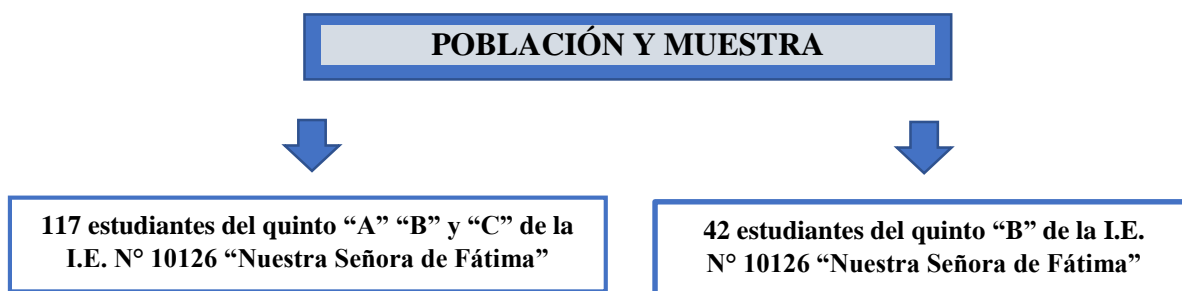 POBLACIÓN Y MUESTRA
117 estudiantes del quinto “A” “B” y “C” de la
I.E. N° 10126 “Nuestra Señora de Fátima”
42 estudiantes del quinto “B” de la I.E.
N° 10126 “Nuestra Señora de Fátima”